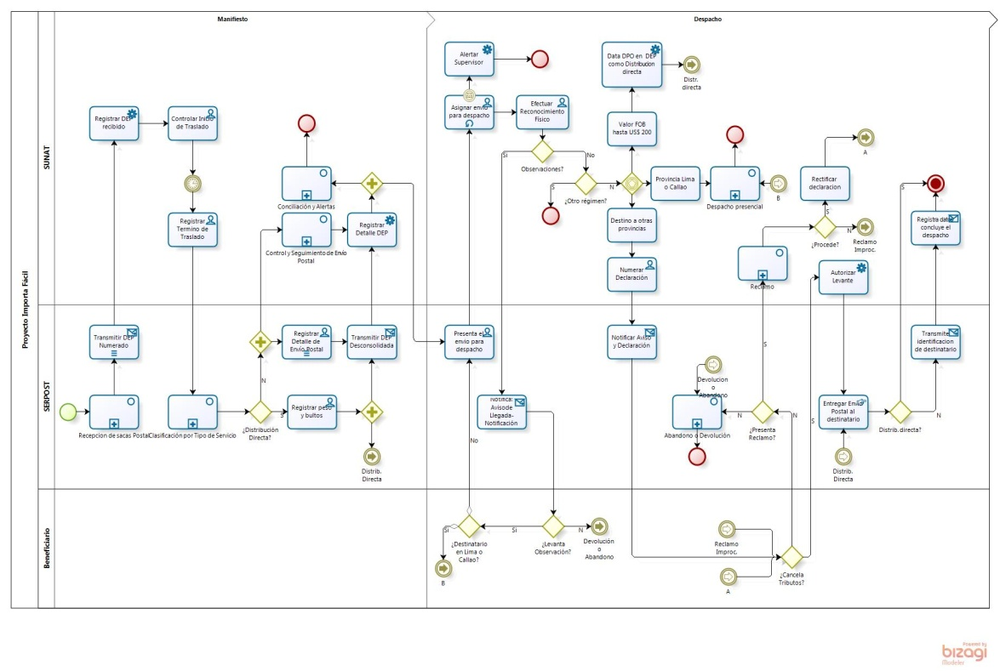 Proyecto Importa Fácil
Manifiesto
Despacho
SUNAT
SERPOST
Beneficiario
Registrar DEP
recibido
Controlar Inicio
de Traslado
Registrar
Termino de
Traslado
Conciliación y Alertas
Control y Seguimiento de Envío
Postal
Registrar
Detalle DEP
Alertar
Supervisor
Asignar envío
para despacho
Efectuar
Reconocimiento
Físico
Si
No
Observaciones?
S
¿Otro régimen?
N
Data DPO en DEP
como Distribucion
directa
Distr.
directa
Valor FOB
hasta US$ 200
Provincia Lima
o Callao
Despacho presencial
B
Destino a otras
provincias
Numerar
Declaración
Rectificar
declaracion
A
S
¿Procede?
N
Reclamo
Improc.
Reclamo
Autorizar
Levante
S
Registra datos
concluye el
despacho
Transmitir DEP
Numerado
Recepcion de sacas Postal
Clasificación por Tipo de Servicio
N
S
¿Distribución
Directa?
Registrar
Detalle de
Envío Postal
Transmitir DEP
Desconsolidada
Registrar peso
y bultos
Distrib.
Directa
Presenta el
envio para
despacho
No
Notificar
Aviso de
Llegada-
Notificación
Notificar Aviso
y Declaración
Devolucion
o
Abandono
Abandono o Devolución
N
¿Presenta
Reclamo?
N
S
S
Entregar Envío
Postal al
destinatario
Distrib.
Directa
Distrib. directa?
N
Transmite
identificacion
de destinatario
Si
¿Destinatario
en Lima o
Callao?
B
Si
¿Levanta
Observación?
N
Devolución
o
Abandono
Reclamo
Improc.
A
¿Cancela
Tributos?
Powered by
bizagi
Modeler